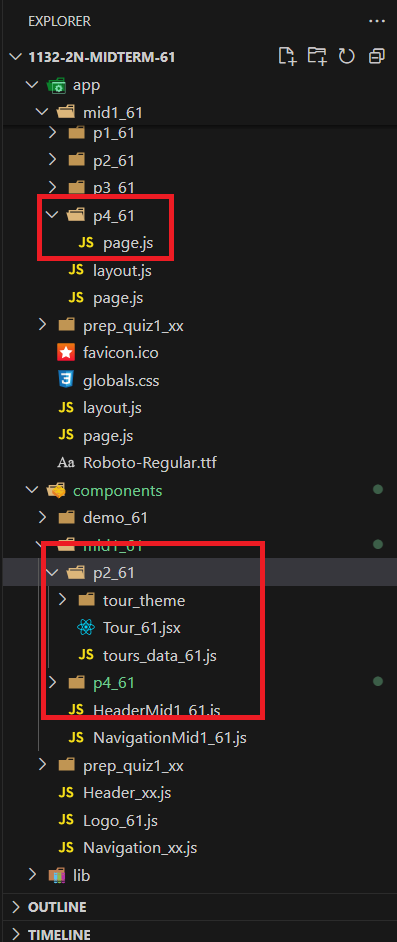 EXPLORER
1132-2N-MIDTERM-61
app
mid1_61
p1_61
p2_61
p3_61
p4_61
JS page.js
JS layout.js
JS page.js
prep_quiz1_xx
favicon.ico
globals.css
JS layout.js
JS page.js
Aa Roboto-Regular.ttf
components
demo_61
mid1_61
p2_61
tour_theme
Tour_61.jsx
JS tours_data_61.js
p4_61
JS HeaderMid1_61.js
JS NavigationMid1_61.js
prep_quiz1_xx
JS Header_xx.js
JS Logo_61.js
JS Navigation_xx.js
lib
OUTLINE
TIMELINE